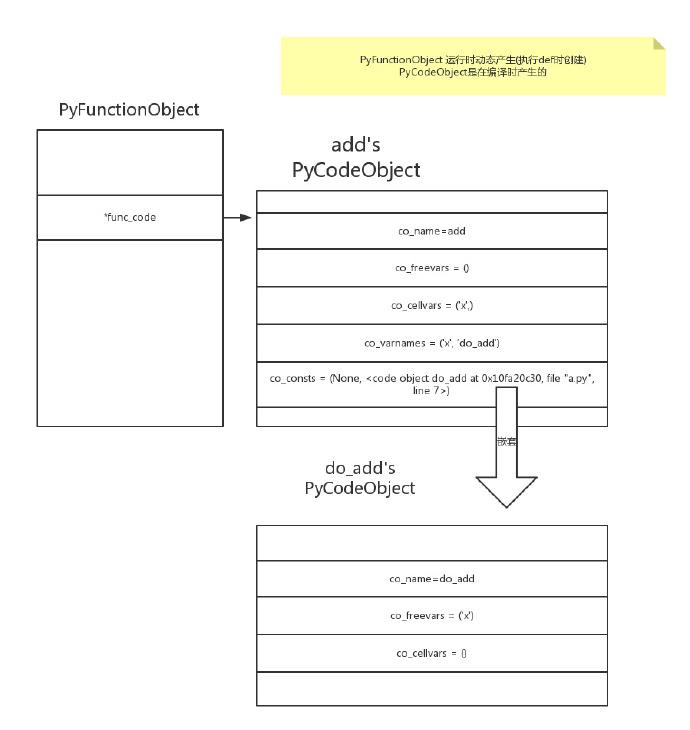 PyFunctionObject 运行时动态产生(执行def时创建)
PyCodeObject是在编译时产生的
PyFunctionObject
add's
PyCodeObject
*func_code
co_name=add
co_freevars = ()
co_cellvars = ('x',)
co_varnames = ('x', 'do_add')
co_consts = (None, <code object do_add at 0x10fa20c30, file "a.py",
line 7>)
嵌套
do_add's
PyCodeObject
co_name=do_add
co_freevars = ('x')
co_cellvars = {}